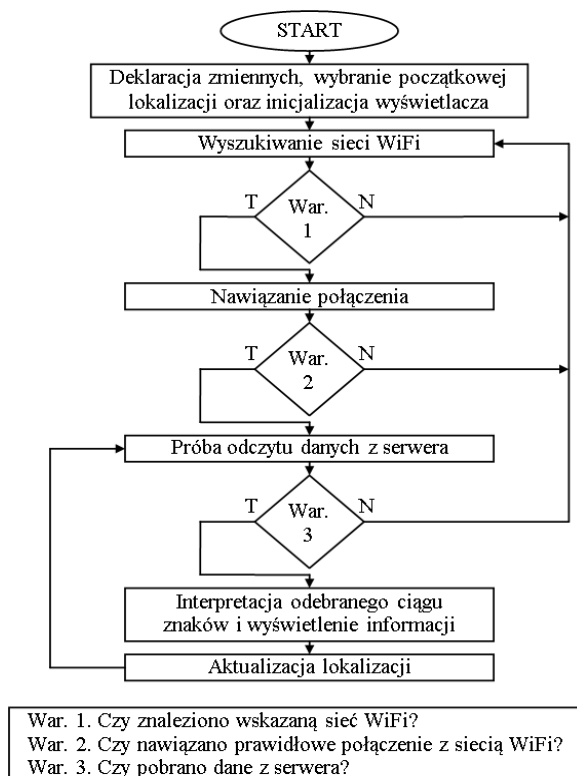 START
Deklaracja zmiennych, wybranie początkowej
lokalizacji oraz inicjalizacja wyświetlacza
Wyszukiwanie sieci WiFi
T
War.
1
N
Nawiązanie połączenia
T
War.
2
N
Próba odczytu danych z serwera
T
War.
3
N
Interpretacja odebranego ciągu
znaków i wyświetlenie informacji
Aktualizacja lokalizacji
War. 1. Czy znaleziono wskazaną sieć WiFi?
War. 2. Czy nawiązano prawidłowe połączenie z siecią WiFi?
War. 3. Czy pobrano dane z serwera?